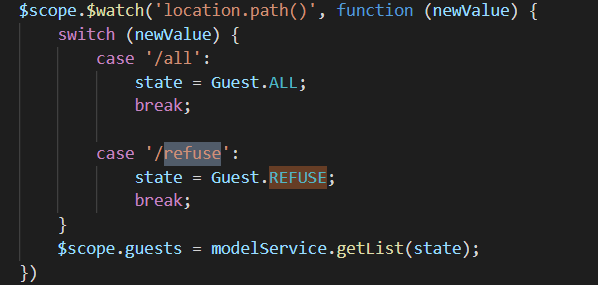 $scope.$watch('location.path()', function (newValue) {
    switch (newValue) {
        case '/all':
            state = Guest.ALL;
            break;

        case '/refuse':
            state = Guest.REFUSE;
            break;
    }
    $scope.guests = modelService.getList(state);
})